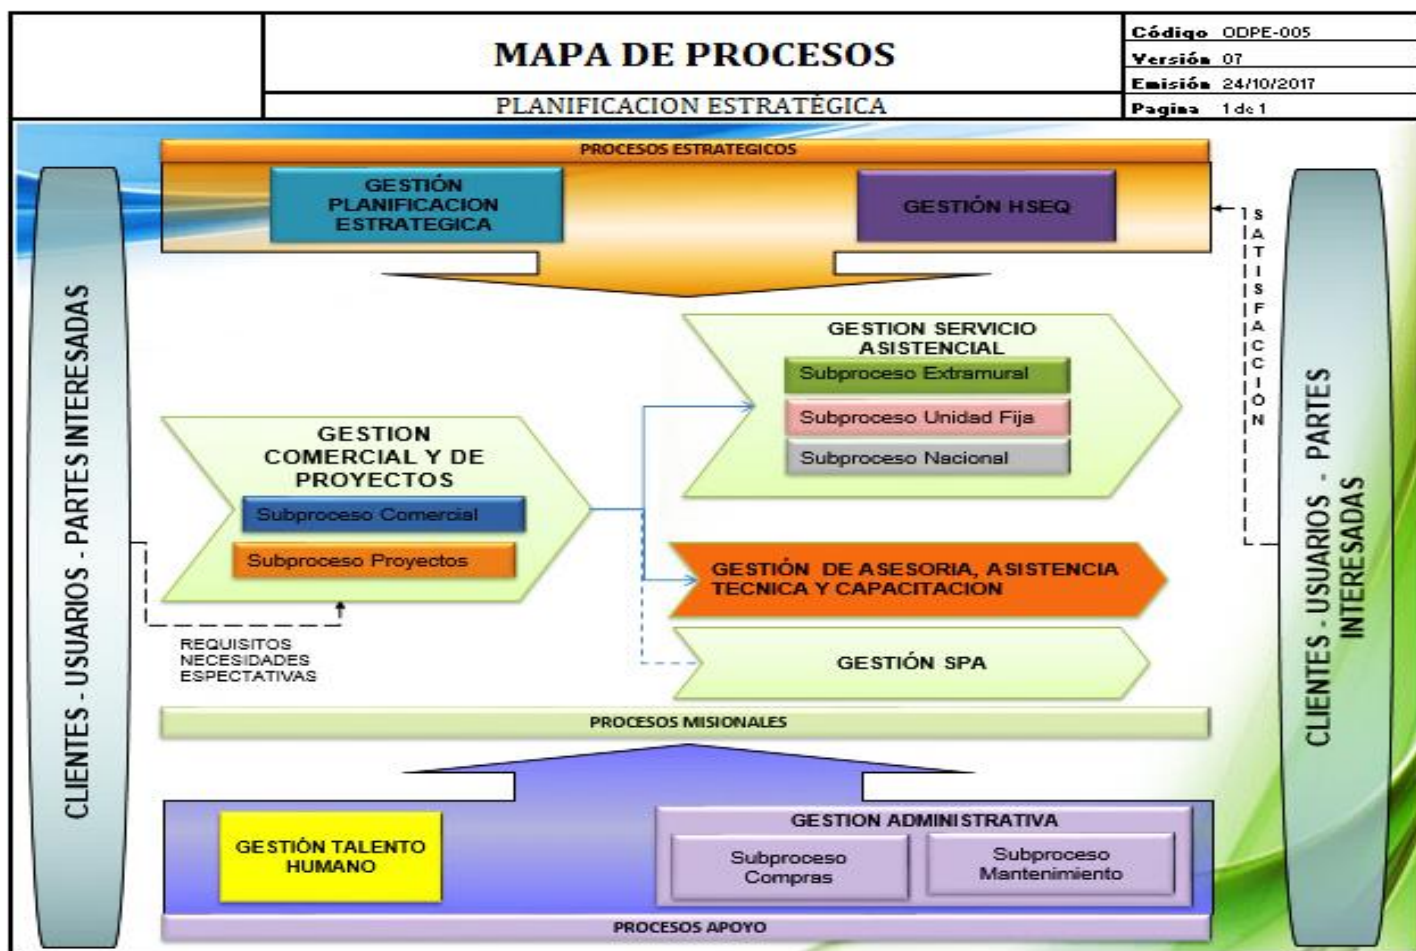 MAPA DE PROCESOS
PLANIFICACION ESTRATÉGICA
Código ODPE-005
Versión 07
Emisión 24/10/2017
Pagina 1 de 1
PROCESOS ESTRATEGICOS
GESTIÓN
PLANIFICACION
ESTRATEGICA
GESTIÓN HSEQ
CLIENTES - USUARIOS - PARTES INTERESADAS
SATISFACCIÓN
CLIENTES - USUARIOS - PARTES
INTERESADAS
GESTION SERVICIO
ASISTENCIAL
Subproceso Extramural
Subproceso Unidad Fija
Subproceso Nacional
GESTION
COMERCIAL Y DE
PROYECTOS
Subproceso Comercial
Subproceso Proyectos
GESTIÓN DE ASESORIA, ASISTENCIA
TECNICA Y CAPACITACION
REQUISITOS
NECESIDADES
ESPECTATIVAS
GESTIÓN SPA
PROCESOS MISIONALES
GESTIÓN TALENTO
HUMANO
GESTION ADMINISTRATIVA
Subproceso
Compras
Subproceso
Mantenimiento
PROCESOS APOYO